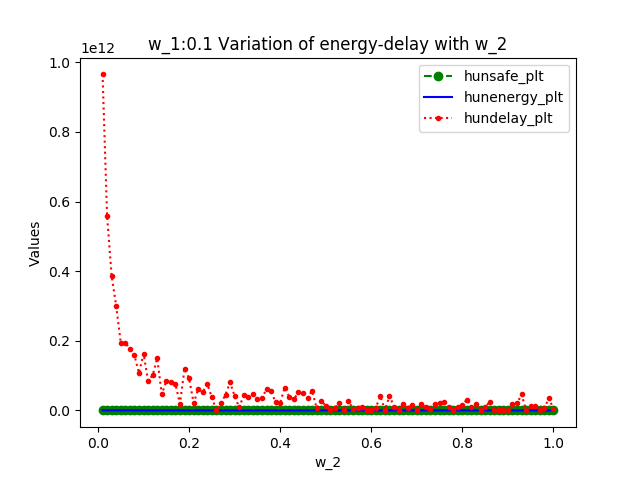 w_1:0.1 Variation of energy-delay with w_2
1e12
1.0
0.8
0.6
0.4
0.2
0.0
Values
hunsafe_plt
hunenergy_plt
hundelay_plt
0.0 0.2 0.4 0.6 0.8 1.0
w_2